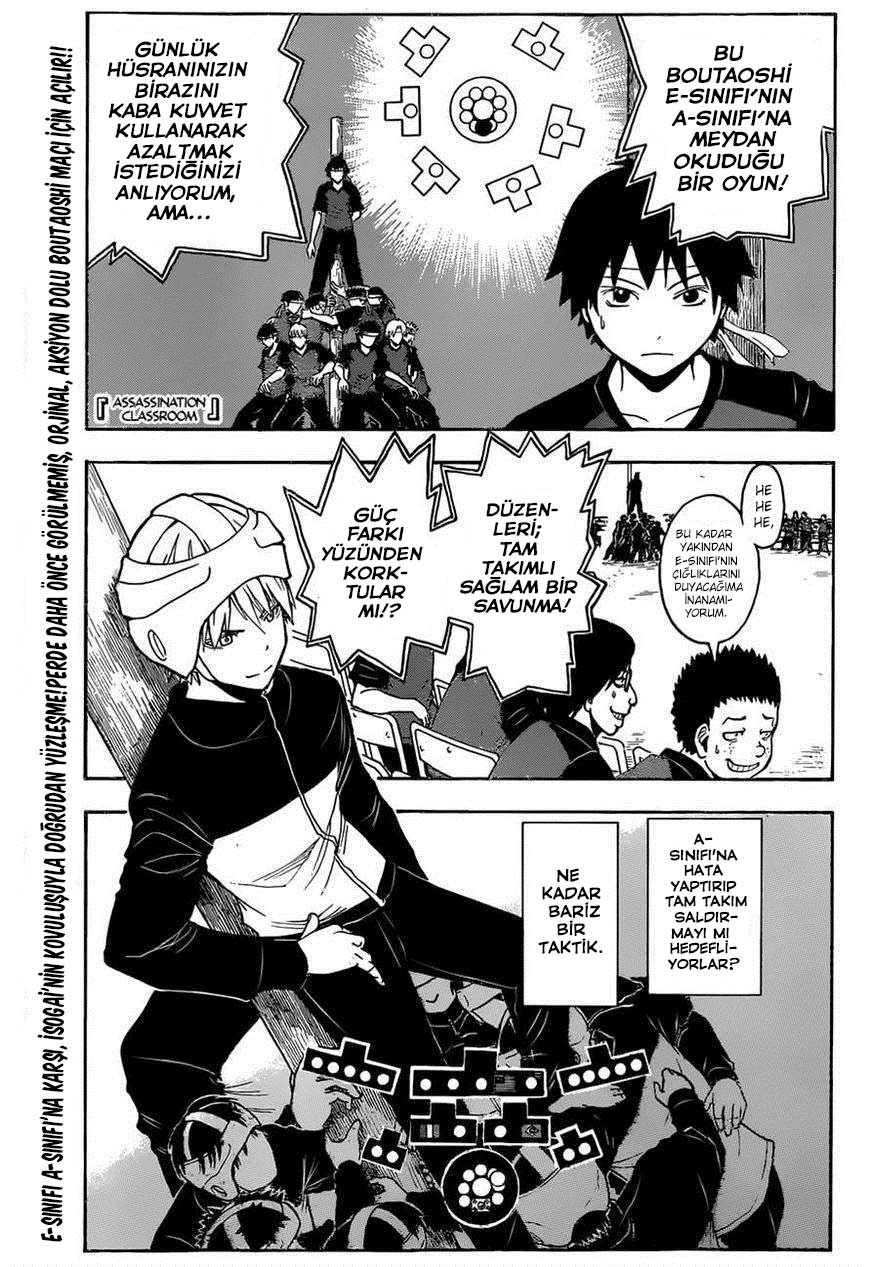 E-SINIFI A-SINIFI'NA KARŞI, İSOGAİ'NİN KOVULUŞUYLA DOĞRUDAN YÜZLEŞME!PERDE DAHA ÖNCE GÖRÜLMEMİŞ, ORJİNAL, AKSİYON DOLU BOUTAOSHİ MAÇI İÇİN AÇILIR!!
BU
BOUTAOSHİ
E-SINIFI'NIN
A-SINIFI'NA
MEYDAN
OKUDUĞU
BİR OYUN!
GÜNLÜK
HÜSRANINIZIN
BİRAZINI
KABA KUVVET
KULLANARAK
AZALTMAK
İSTEDİĞİNİZİ
ANLIYORUM,
AMA...
『 ASSASSINATION
CLASSROOM 』
HE
HE
HE,
BU KADAR
YAKINDAN
E-SINIFI'NIN
ÇIĞLIKLARINI
DUYACAĞIMA
İNANAMI-
YORUM.
DÜZEN-
LERİ;
TAM
TAKIMLI
SAĞLAM BİR
SAVUNMA!
GÜÇ
FARKI
YÜZÜNDEN
KORK-
TULAR
MI!?
A-
SINIFI'NA
HATA
YAPTIRIP
TAM TAKIM
SALDIR-
MAYI MI
HEDEFLİ-
YORLAR?
NE
KADAR
BARİZ
BİR
TAKTİK.